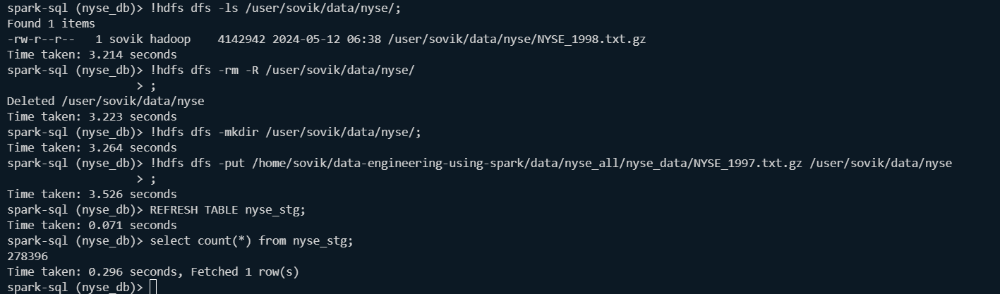 spark-sql (nyse_db)> !hdfs dfs -ls /user/sovik/data/nyse/;
Found 1 items
-rw-r--r--   1 sovik hadoop    4142942 2024-05-12 06:38 /user/sovik/data/nyse/NYSE_1998.txt.gz
Time taken: 3.214 seconds
spark-sql (nyse_db)> !hdfs dfs -rm -R /user/sovik/data/nyse/
                   > ;
Deleted /user/sovik/data/nyse
Time taken: 3.223 seconds
spark-sql (nyse_db)> !hdfs dfs -mkdir /user/sovik/data/nyse/;
Time taken: 3.264 seconds
spark-sql (nyse_db)> !hdfs dfs -put /home/sovik/data-engineering-using-spark/data/nyse_all/nyse_data/NYSE_1997.txt.gz /user/sovik/data/nyse
                   > ;
Time taken: 3.526 seconds
spark-sql (nyse_db)> REFRESH TABLE nyse_stg;
Time taken: 0.071 seconds
spark-sql (nyse_db)> select count(*) from nyse_stg;
278396
Time taken: 0.296 seconds, Fetched 1 row(s)
spark-sql (nyse_db)>